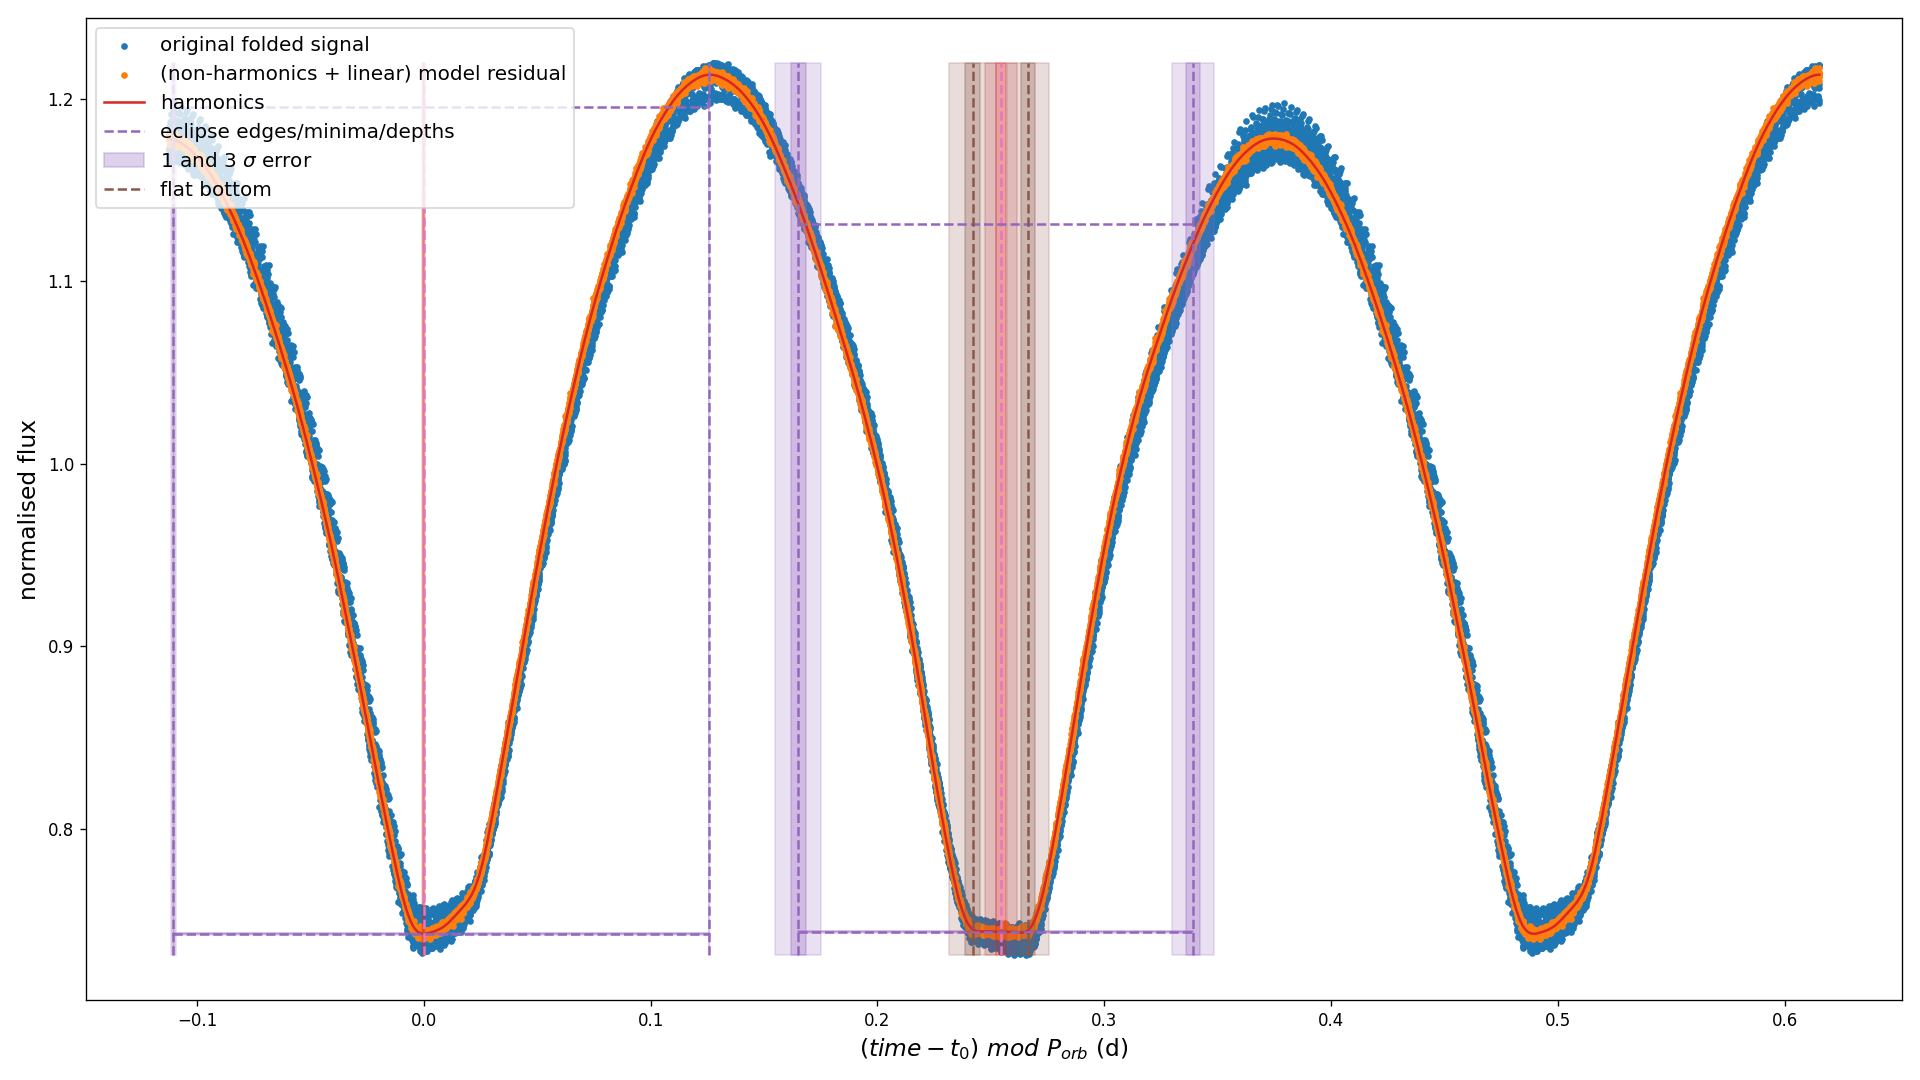 original folded signal
(non-harmonics + linear) model residual
harmonics
eclipse edges/minima/depths
1 and 3 σ error
flat bottom
normalised flux
1.2
1.1
1.0
0.9
0.8
−0.1
0.0
0.1
0.2
0.3
0.4
0.5
0.6
(time − t₀) mod P_orb (d)